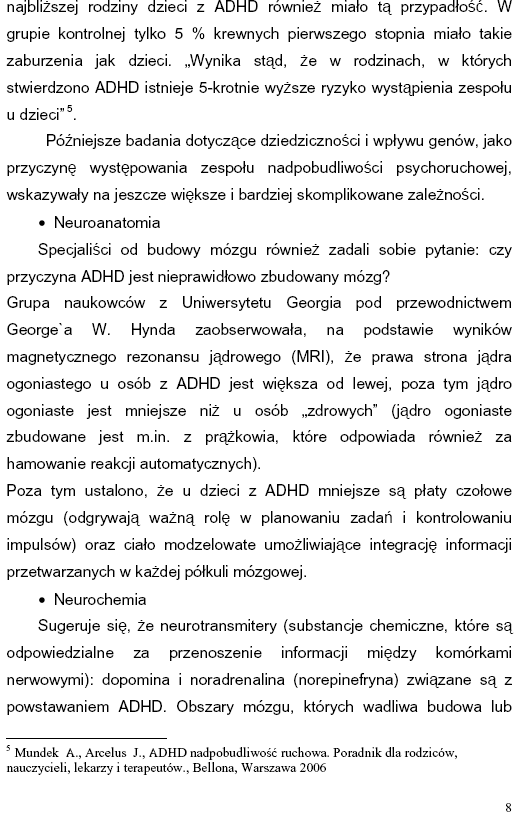 najbliższej rodziny dzieci z ADHD również miało tą przypadłość. W
grupie kontrolnej tylko 5 % krewnych pierwszego stopnia miało takie
zaburzenia jak dzieci. „Wynika stąd, że w rodzinach, w których
stwierdzono ADHD istnieje 5-krotnie wyższe ryzyko wystąpienia zespołu
u dzieci” 5.
Późniejsze badania dotyczące dziedziczności i wpływu genów, jako
przyczynę występowania zespołu nadpobudliwości psychoruchowej,
wskazywały na jeszcze większe i bardziej skomplikowane zależności.
• Neuroanatomia
Specjaliści od budowy mózgu również zadali sobie pytanie: czy
przyczyna ADHD jest nieprawidłowo zbudowany mózg?
Grupa naukowców z Uniwersytetu Georgia pod przewodnictwem
George`a W. Hynda zaobserwowała, na podstawie wyników
magnetycznego rezonansu jądrowego (MRI), że prawa strona jądra
ogoniastego u osób z ADHD jest większa od lewej, poza tym jądro
ogoniaste jest mniejsze niż u osób „zdrowych” (jądro ogoniaste
zbudowane jest m.in. z prążkowia, które odpowiada również za
hamowanie reakcji automatycznych).
Poza tym ustalono, że u dzieci z ADHD mniejsze są płaty czołowe
mózgu (odgrywają ważną rolę w planowaniu zadań i kontrolowaniu
impulsów) oraz ciało modzelowate umożliwiające integrację informacji
przetwarzanych w każdej półkuli mózgowej.
• Neurochemia
Sugeruje się, że neurotransmitery (substancje chemiczne, które są
odpowiedzialne za przenoszenie informacji między komórkami
nerwowymi): dopomina i noradrenalina (norepinefryna) związane są z
powstawaniem ADHD. Obszary mózgu, których wadliwa budowa lub
5 Mundek A., Arcelus J., ADHD nadpobudliwość ruchowa. Poradnik dla rodziców,
nauczycieli, lekarzy i terapeutów., Bellona, Warszawa 2006
8